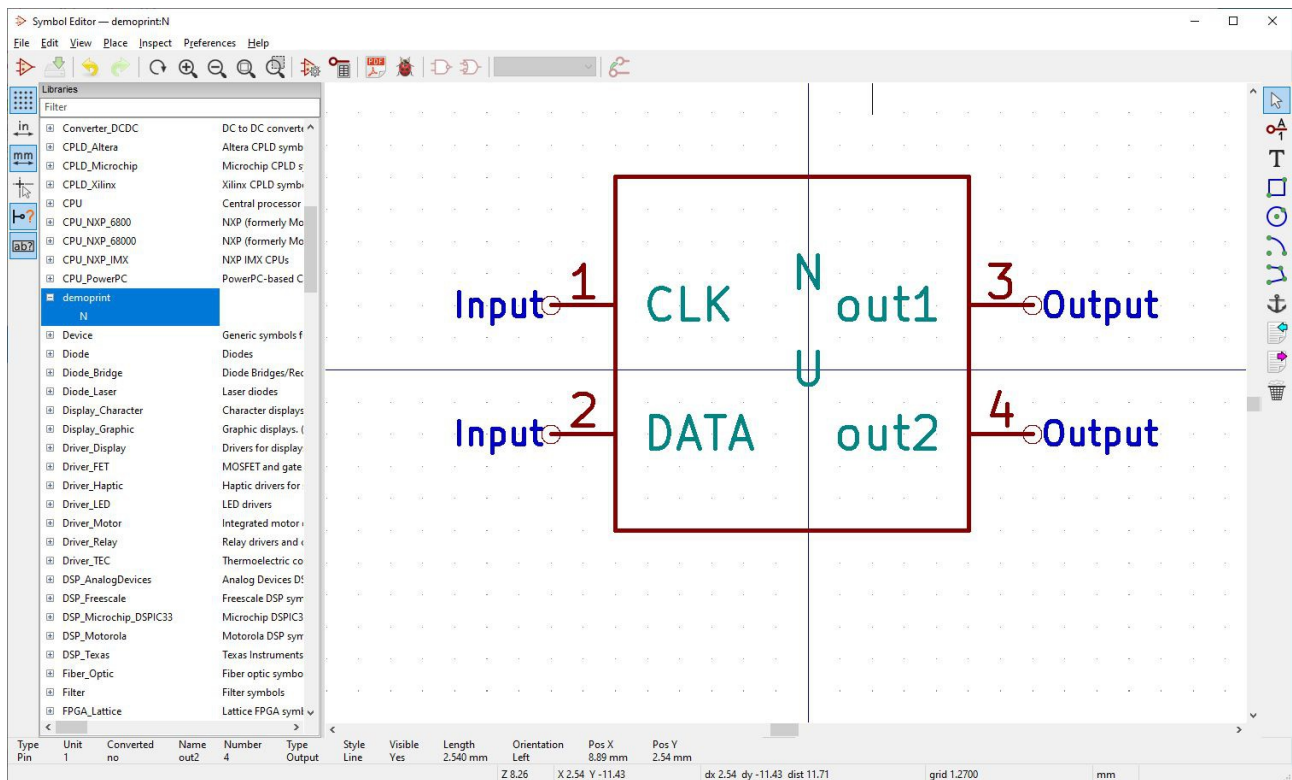 Symbol Editor — demoprint:N
File Edit View Place Inspect Preferences Help
PDF
Libraries
Filter
in
mm
ab?
A
1
T
Converter_DCDC DC to DC converte
CPLD_Altera Altera CPLD symb
CPLD_Microchip Microchip CPLD s
CPLD_Xilinx Xilinx CPLD symb
CPU Central processor
CPU_NXP_6800 NXP (formerly Mo
CPU_NXP_68000 NXP (formerly Mo
CPU_NXP_IMX NXP IMX CPUs
CPU_PowerPC PowerPC-based C
demoprint
N
Device Generic symbols f
Diode Diodes
Diode_Bridge Diode Bridges/Rec
Diode_Laser Laser diodes
Display_Character Character displays
Display_Graphic Graphic displays. (
Driver_Display Drivers for display
Driver_FET MOSFET and gate
Driver_Haptic Haptic drivers for
Driver_LED LED drivers
Driver_Motor Integrated motor
Driver_Relay Relay drivers and
Driver_TEC Thermoelectric co
DSP_AnalogDevices Analog Devices DS
DSP_Freescale Freescale DSP sym
DSP_Microchip_DSPIC33 Microchip DSPIC3
DSP_Motorola Motorola DSP sym
DSP_Texas Texas Instruments
Fiber_Optic Fiber optic symbo
Filter Filter symbols
FPGA_Lattice Lattice FPGA symb
N
Input 1 CLK out1 3 Output
U
Input 2 DATA out2 4 Output
Type Unit Converted Name Number Type Style Visible Length Orientation Pos X Pos Y
Pin 1 no out2 4 Output Line Yes 2.540 mm Left 8.89 mm 2.54 mm
Z 8.26 X 2.54 Y -11.43 dx 2.54 dy -11.43 dist 11.71 grid 1.2700 mm